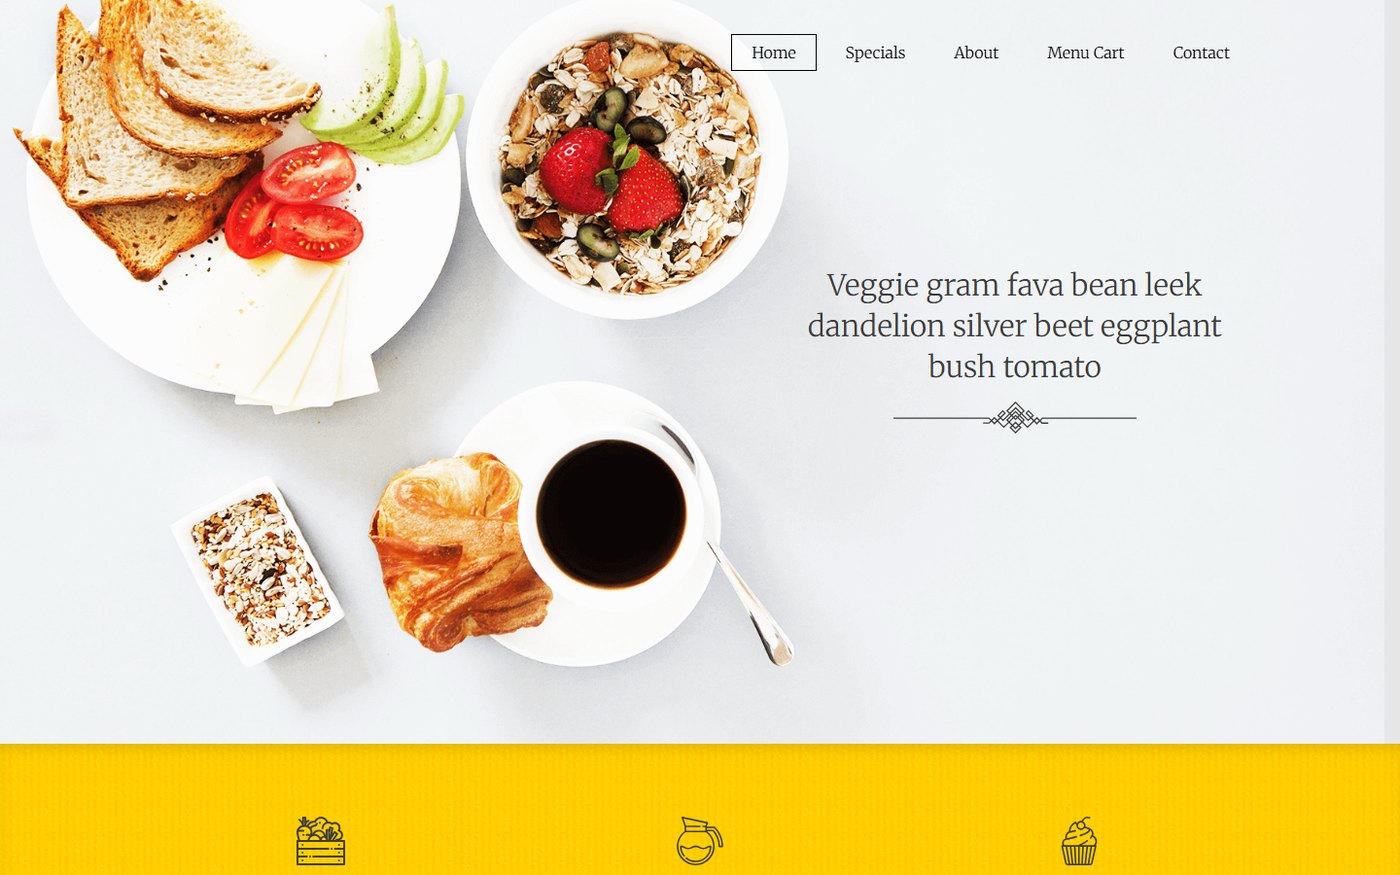 Home Specials About Menu Cart Contact
Veggie gram fava bean leek
dandelion silver beet eggplant
bush tomato